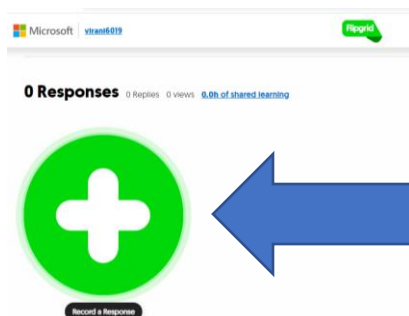 Microsoft virani6019 Flipgrid
0 Responses 0 Replies 0 views 0.0h of shared learning
Record a Response